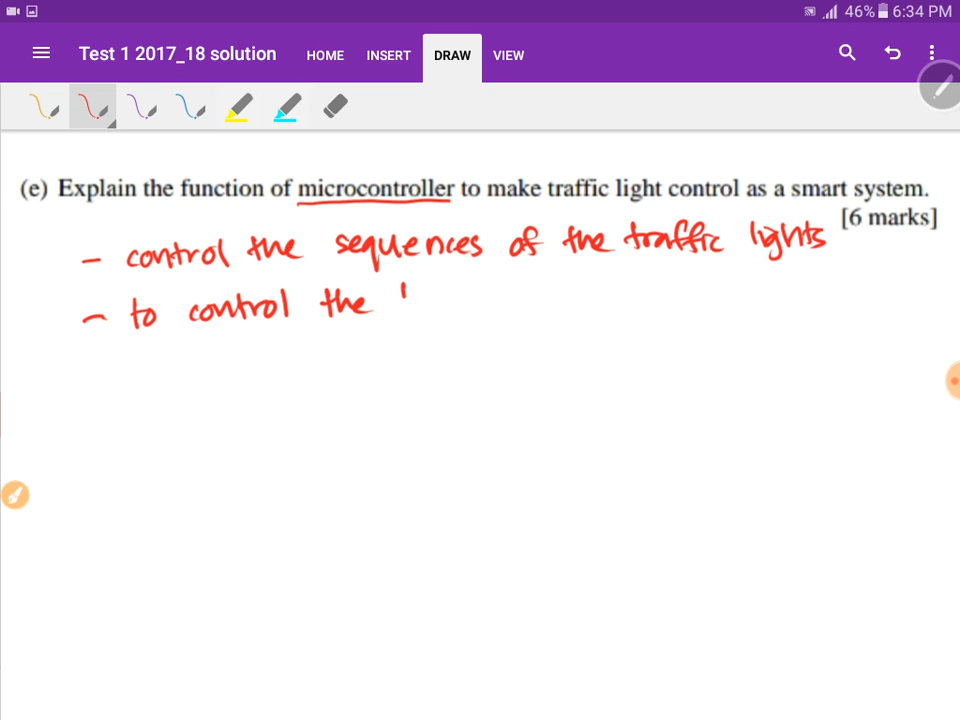 46% 6:34 PM
Test 1 2017_18 solution HOME INSERT DRAW VIEW
(e) Explain the function of microcontroller to make traffic light control as a smart system.
[6 marks]
- control the sequences of the traffic lights
- to control the